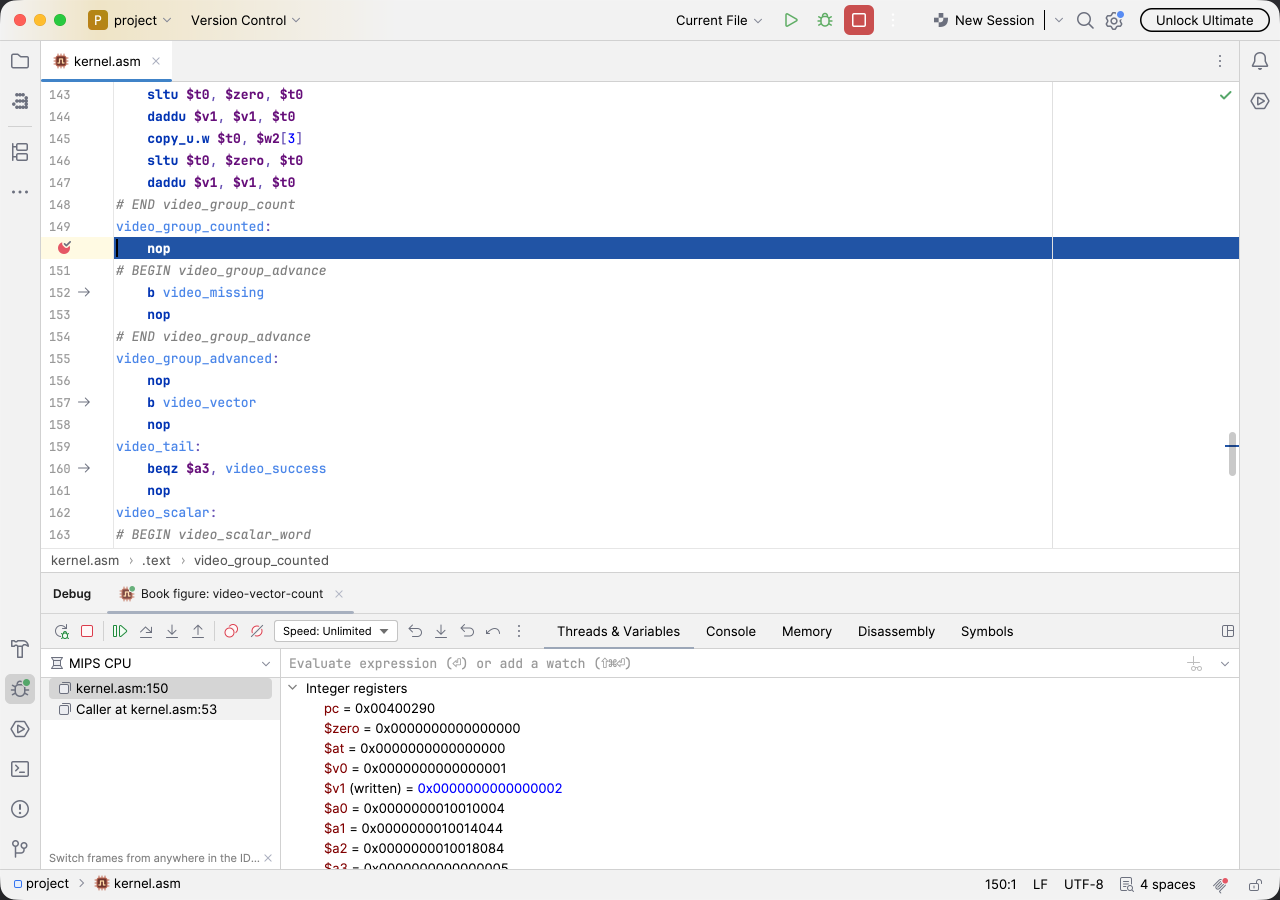 P project Version Control Current File New Session Unlock Ultimate
kernel.asm
143 sltu $t0, $zero, $t0
144 daddu $v1, $v1, $t0
145 copy_u.w $t0, $w2[3]
146 sltu $t0, $zero, $t0
147 daddu $v1, $v1, $t0
148 # END video_group_count
149 video_group_counted:
nop
151 # BEGIN video_group_advance
152 b video_missing
153 nop
154 # END video_group_advance
155 video_group_advanced:
156 nop
157 b video_vector
158 nop
159 video_tail:
160 beqz $a3, video_success
161 nop
162 video_scalar:
163 # BEGIN video_scalar_word
kernel.asm › .text › video_group_counted
Debug Book figure: video-vector-count
Speed: Unlimited Threads & Variables Console Memory Disassembly Symbols
MIPS CPU Evaluate expression (⏎) or add a watch (⇧⌘⏎)
kernel.asm:150
Caller at kernel.asm:53
Integer registers
pc = 0x00400290
$zero = 0x0000000000000000
$at = 0x0000000000000000
$v0 = 0x0000000000000001
$v1 (written) = 0x0000000000000002
$a0 = 0x0000000010010004
$a1 = 0x0000000010014044
$a2 = 0x0000000010018084
$a3 = 0x0000000000000005
Switch frames from anywhere in the ID...
project › kernel.asm 150:1 LF UTF-8 4 spaces